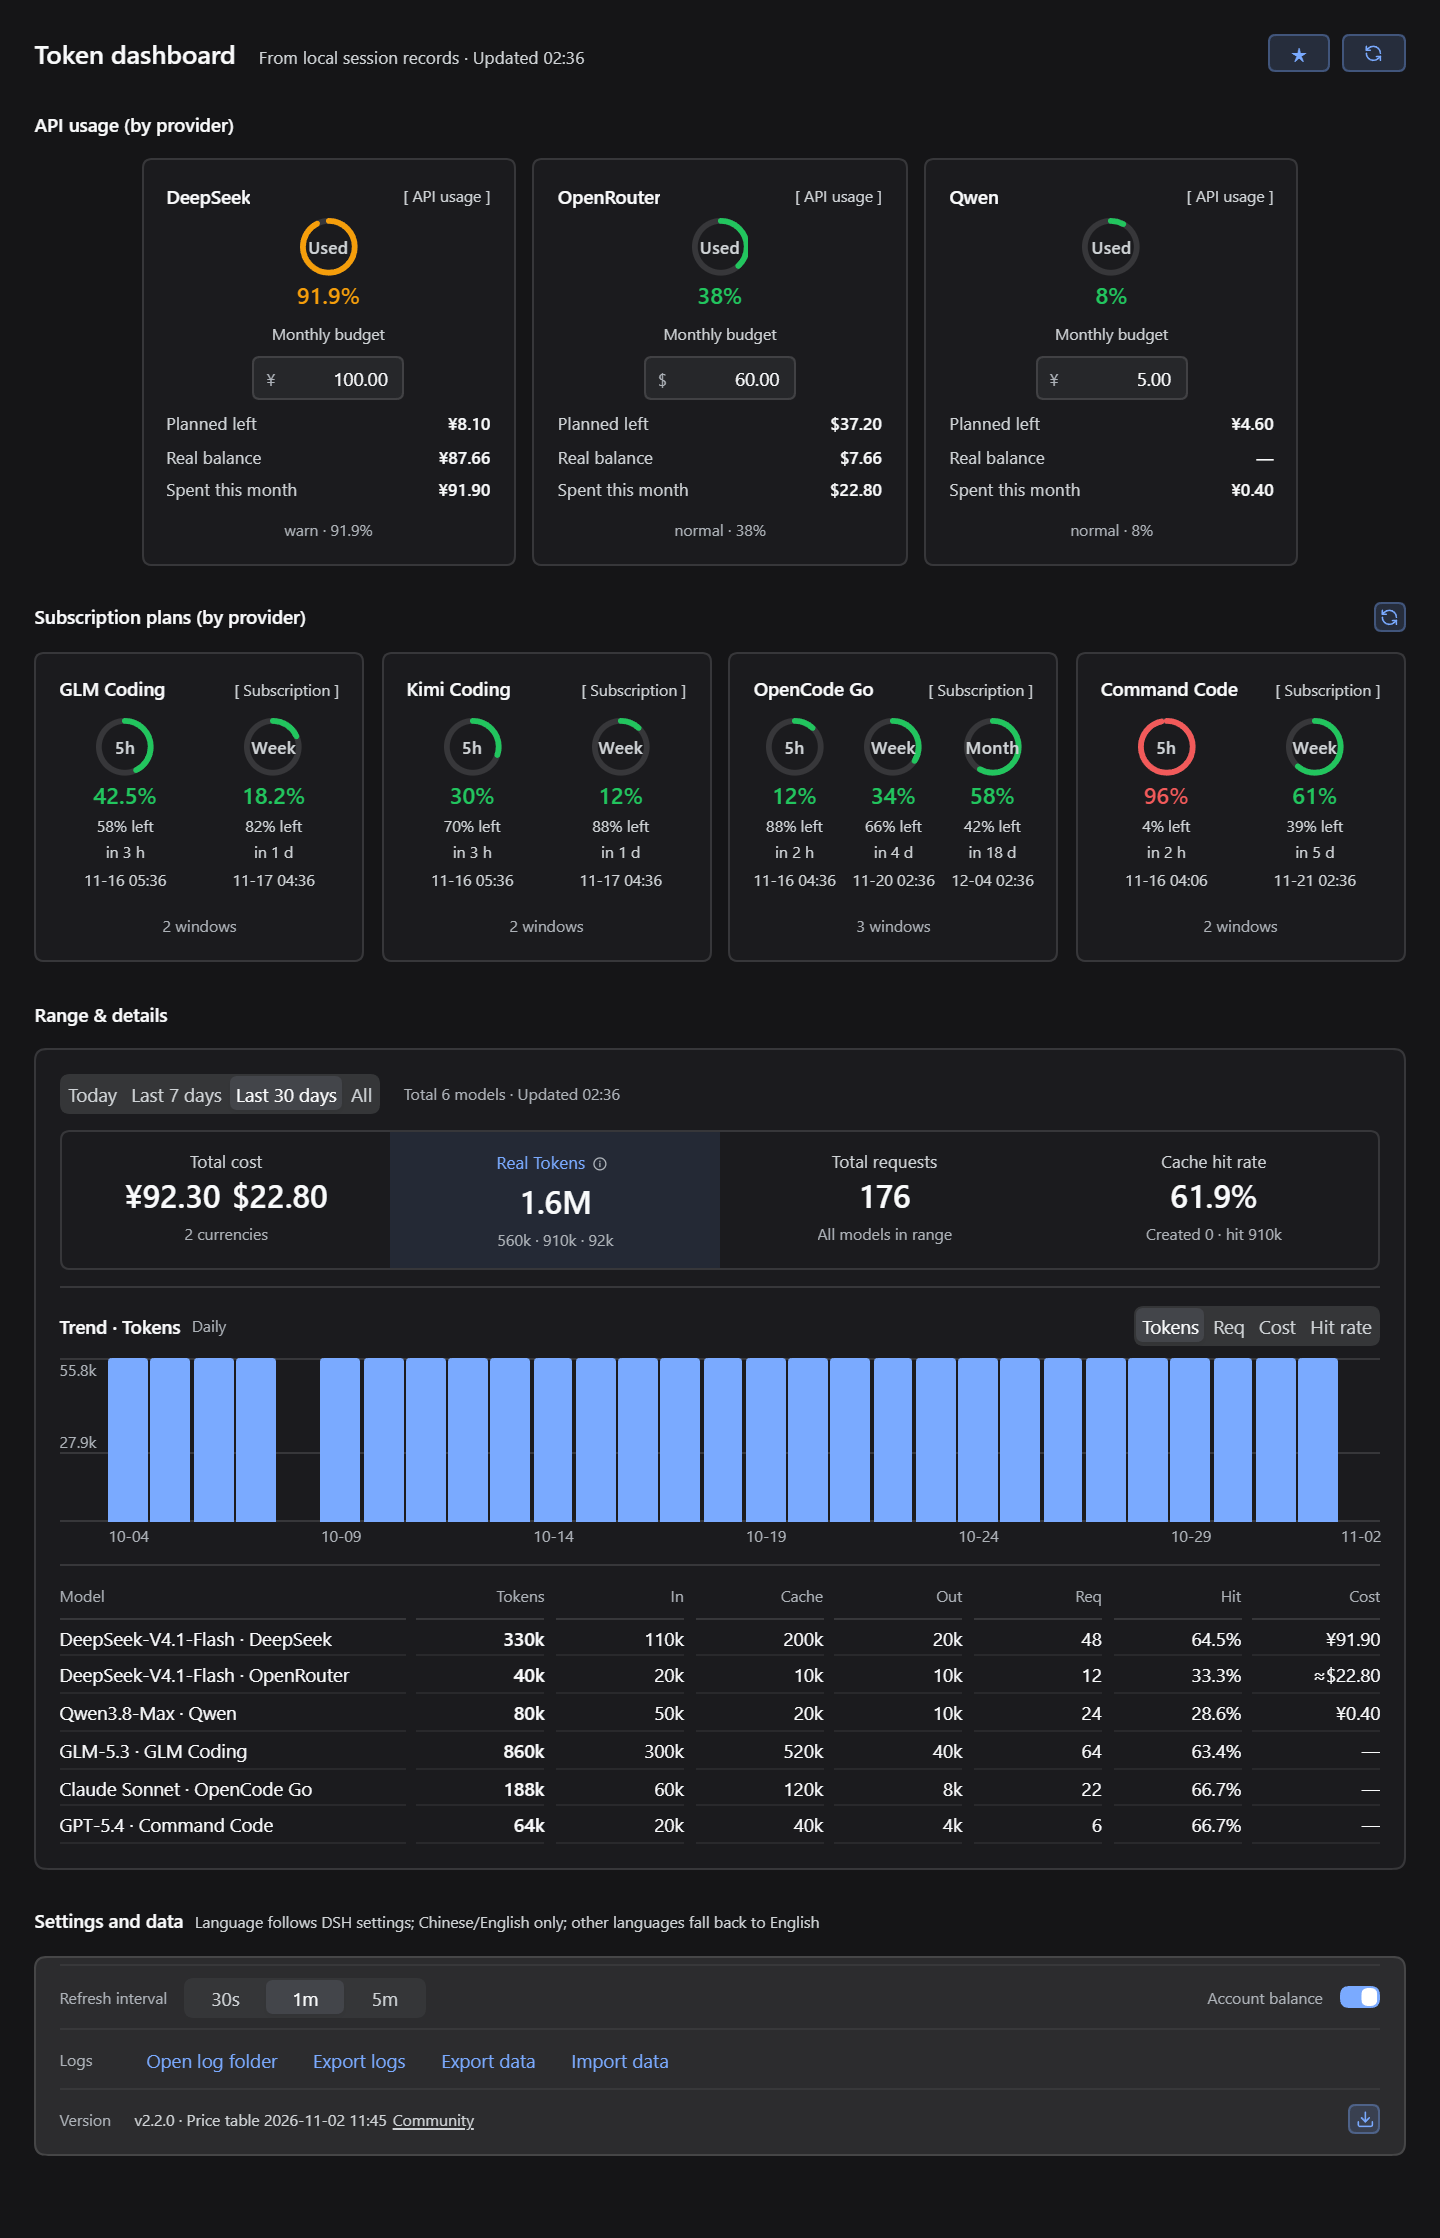 Token dashboard From local session records · Updated 02:36
★
API usage (by provider)
DeepSeek [ API usage ]
Used
91.9%
Monthly budget
¥ 100.00
Planned left ¥8.10
Real balance ¥87.66
Spent this month ¥91.90
warn · 91.9%
OpenRouter [ API usage ]
Used
38%
Monthly budget
$ 60.00
Planned left $37.20
Real balance $7.66
Spent this month $22.80
normal · 38%
Qwen [ API usage ]
Used
8%
Monthly budget
¥ 5.00
Planned left ¥4.60
Real balance —
Spent this month ¥0.40
normal · 8%
Subscription plans (by provider)
GLM Coding [ Subscription ]
5h Week
42.5% 18.2%
58% left 82% left
in 3 h in 1 d
11-16 05:36 11-17 04:36
2 windows
Kimi Coding [ Subscription ]
5h Week
30% 12%
70% left 88% left
in 3 h in 1 d
11-16 05:36 11-17 04:36
2 windows
OpenCode Go [ Subscription ]
5h Week Month
12% 34% 58%
88% left 66% left 42% left
in 2 h in 4 d in 18 d
11-16 04:36 11-20 02:36 12-04 02:36
3 windows
Command Code [ Subscription ]
5h Week
96% 61%
4% left 39% left
in 2 h in 5 d
11-16 04:06 11-21 02:36
2 windows
Range & details
Today Last 7 days Last 30 days All Total 6 models · Updated 02:36
Total cost
¥92.30 $22.80
2 currencies
Real Tokens
1.6M
560k · 910k · 92k
Total requests
176
All models in range
Cache hit rate
61.9%
Created 0 · hit 910k
Trend · Tokens Daily Tokens Req Cost Hit rate
55.8k
27.9k
10-04 10-09 10-14 10-19 10-24 10-29 11-02
Model Tokens In Cache Out Req Hit Cost
DeepSeek-V4.1-Flash · DeepSeek 330k 110k 200k 20k 48 64.5% ¥91.90
DeepSeek-V4.1-Flash · OpenRouter 40k 20k 10k 10k 12 33.3% ≈$22.80
Qwen3.8-Max · Qwen 80k 50k 20k 10k 24 28.6% ¥0.40
GLM-5.3 · GLM Coding 860k 300k 520k 40k 64 63.4% —
Claude Sonnet · OpenCode Go 188k 60k 120k 8k 22 66.7% —
GPT-5.4 · Command Code 64k 20k 40k 4k 6 66.7% —
Settings and data Language follows DSH settings; Chinese/English only; other languages fall back to English
Refresh interval 30s 1m 5m Account balance
Logs Open log folder Export logs Export data Import data
Version v2.2.0 · Price table 2026-11-02 11:45 Community